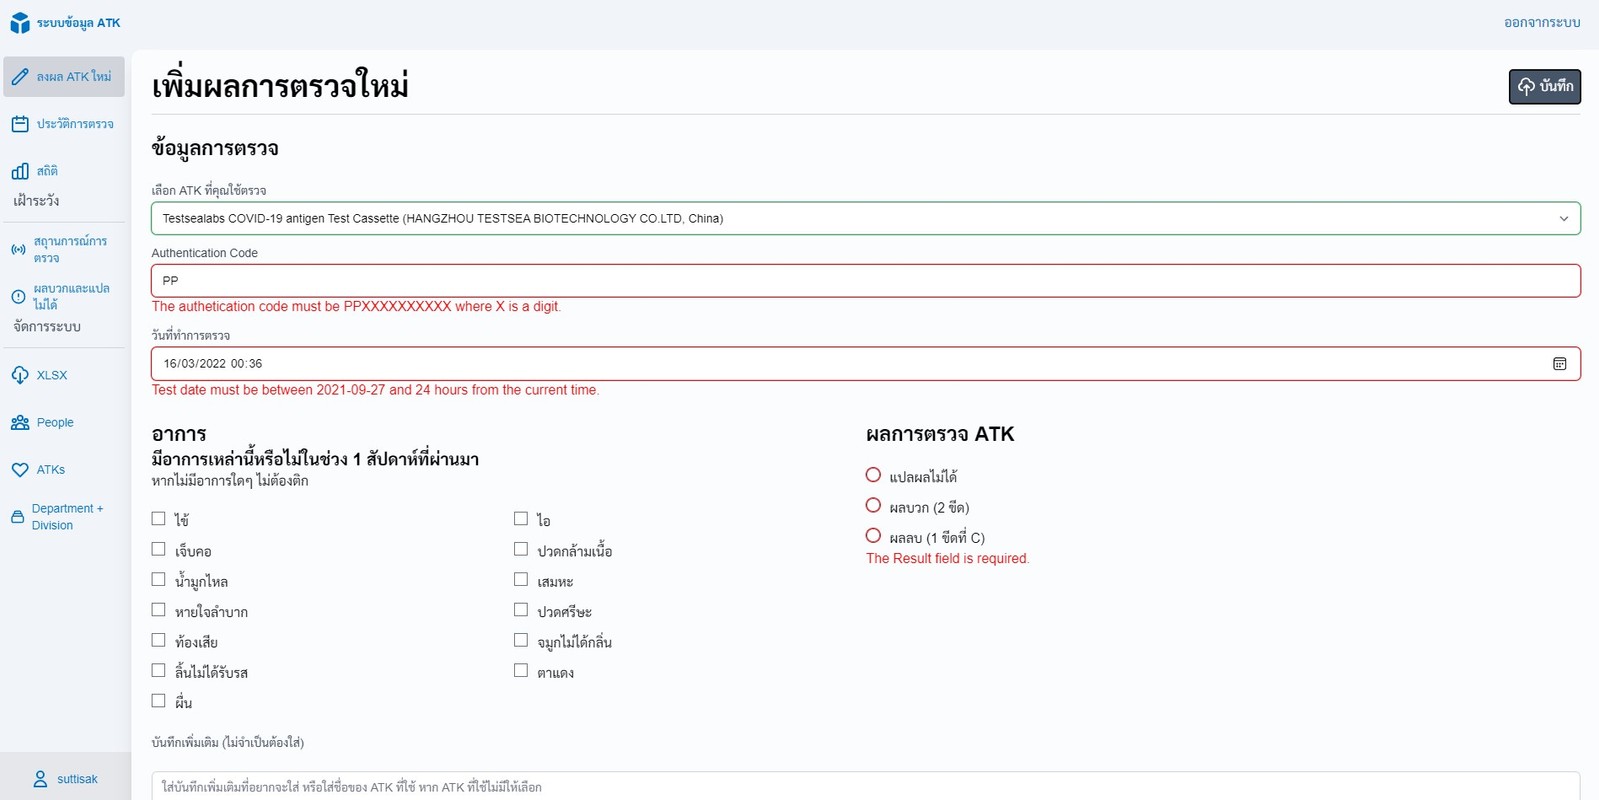 ระบบข้อมูล ATK
ออกจากระบบ
ลงผล ATK ใหม่
ประวัติการตรวจ
สถิติ
เฝ้าระวัง
สถานการณ์การ
ตรวจ
ผลบวกและแปล
ไม่ได้
จัดการระบบ
XLSX
People
ATKs
Department +
Division
suttisak
เพิ่มผลการตรวจใหม่
บันทึก
ข้อมูลการตรวจ
เลือก ATK ที่คุณใช้ตรวจ
Testsealabs COVID-19 antigen Test Cassette (HANGZHOU TESTSEA BIOTECHNOLOGY CO.LTD, China)
Authentication Code
PP
The authetication code must be PPXXXXXXXXXX where X is a digit.
วันที่ทำการตรวจ
16/03/2022 00:36
Test date must be between 2021-09-27 and 24 hours from the current time.
อาการ
มีอาการเหล่านี้หรือไม่ในช่วง 1 สัปดาห์ที่ผ่านมา
หากไม่มีอาการใดๆ ไม่ต้องติก
ไข้
ไอ
เจ็บคอ
ปวดกล้ามเนื้อ
น้ำมูกไหล
เสมหะ
หายใจลำบาก
ปวดศรีษะ
ท้องเสีย
จมูกไม่ได้กลิ่น
ลิ้นไม่ได้รับรส
ตาแดง
ผื่น
ผลการตรวจ ATK
แปลผลไม่ได้
ผลบวก (2 ขีด)
ผลลบ (1 ขีดที่ C)
The Result field is required.
บันทึกเพิ่มเติม (ไม่จำเป็นต้องใส่)
ใส่บันทึกเพิ่มเติมที่อยากจะใส่ หรือใส่ชื่อของ ATK ที่ใช้ หาก ATK ที่ใช้ไม่มีให้เลือก